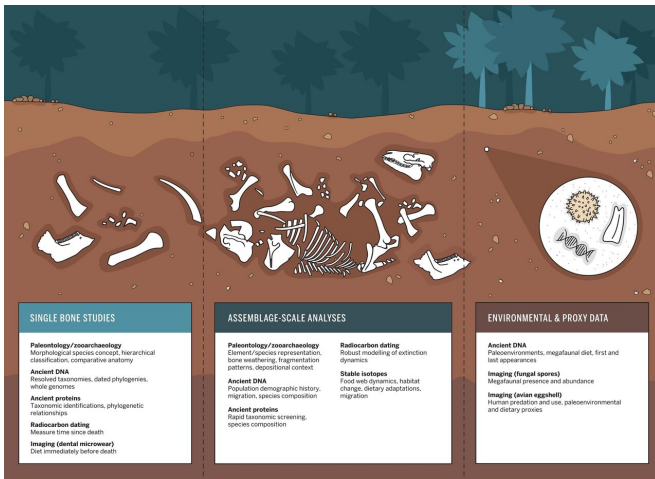 SINGLE BONE STUDIES
Paleontology/zooarchaeology
Morphological species concept, hierarchical
classification, comparative anatomy
Ancient DNA
Resolved taxonomies, dated phylogenies,
whole genomes
Ancient proteins
Taxonomic identifications, phylogenetic
relationships
Radiocarbon dating
Measure time since death
Imaging (dental microwear)
Diet immediately before death
ASSEMBLAGE-SCALE ANALYSES
Paleontology/zooarchaeology
Element/species representation,
bone weathering, fragmentation
patterns, depositional context
Ancient DNA
Population demographic history,
migration, species composition
Ancient proteins
Rapid taxonomic screening,
species composition
Radiocarbon dating
Robust modelling of extinction
dynamics
Stable isotopes
Food web dynamics, habitat
change, dietary adaptations,
migration
ENVIRONMENTAL & PROXY DATA
Ancient DNA
Paleoenvironments, megafaunal diet, first and
last appearances
Imaging (fungal spores)
Megafaunal presence and abundance
Imaging (avian eggshell)
Human predation and use, paleoenvironmental
and dietary proxies